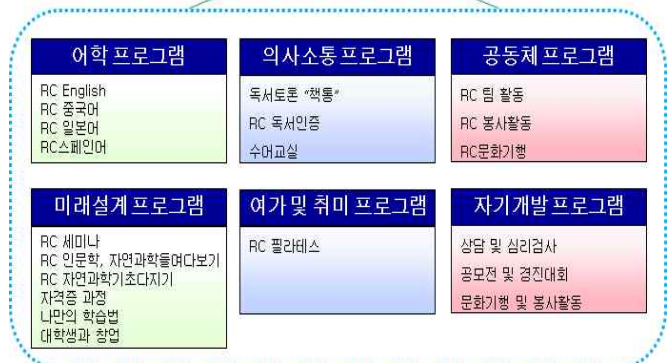 어학 프로그램
RC English
RC 중국어
RC 일본어
RC스페인어
의사소통 프로그램
독서토론 "책통"
RC 독서인증
수어교실
공동체 프로그램
RC 팀 활동
RC 봉사활동
RC문화기행
미래설계 프로그램
RC 세미나
RC 인문학, 자연과학들여다보기
RC 자연과학기초다지기
자격증 과정
나만의 학습법
대학생과 창업
여가 및 취미 프로그램
RC 필라테스
자기개발 프로그램
상담 및 심리검사
공모전 및 경진대회
문화기행 및 봉사활동